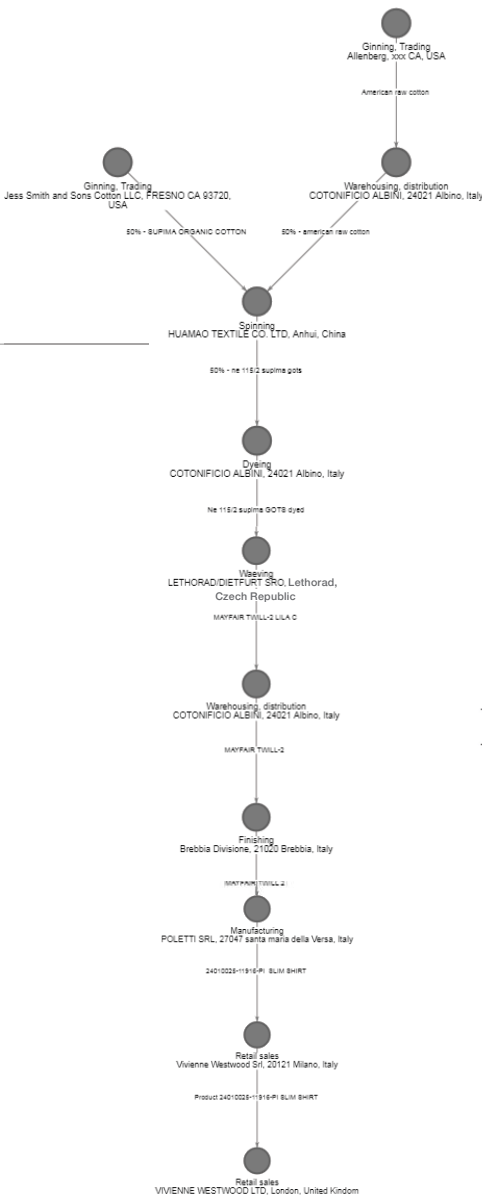 Ginning, Trading
Allenberg, xxx CA, USA
American raw cotton
Ginning, Trading
Jess Smith and Sons Cotton LLC, FRESNO CA 93720,
USA
Warehousing, distribution
COTONIFICIO ALBINI, 24021 Albino, Italy
50% - SUPIMA ORGANIC COTTON
50% - american raw cotton
Spinning
HUAMAO TEXTILE CO. LTD, Anhui, China
50% - ne 115/2 supima gots
Dyeing
COTONIFICIO ALBINI, 24021 Albino, Italy
Ne 115/2 supima GOTS dyed
Waeving
LETHORAD/DIETFURT SRO, Lethorad,
Czech Republic
MAYFAIR TWILL-2 LILA C
Warehousing, distribution
COTONIFICIO ALBINI, 24021 Albino, Italy
MAYFAIR TWILL-2
Finishing
Brebbia Divisione, 21020 Brebbia, Italy
MAYFAIR TWILL 2
Manufacturing
POLETTI SRL, 27047 santa maria della Versa, Italy
24010028-11916-PI SLIM SHIRT
Retail sales
Vivienne Westwood Srl, 20121 Milano, Italy
Product 24010028-11916-PI SLIM SHIRT
Retail sales
VIVIENNE WESTWOOD LTD, London, United Kindom